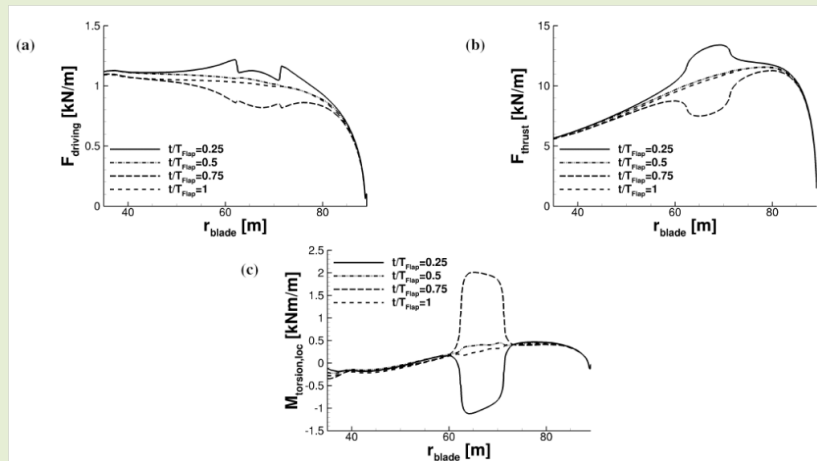 (a)
F_driving [kN/m]
1.5
1
0.5
0
t/T_Flap=0.25
t/T_Flap=0.5
t/T_Flap=0.75
t/T_Flap=1
40 60 80
r_blade [m]
(b)
F_thrust [kN/m]
15
10
5
0
t/T_Flap=0.25
t/T_Flap=0.5
t/T_Flap=0.75
t/T_Flap=1
40 60 80
r_blade [m]
(c)
M_torsion,loc [kNm/m]
2.5
2
1.5
1
0.5
0
-0.5
-1
-1.5
t/T_Flap=0.25
t/T_Flap=0.5
t/T_Flap=0.75
t/T_Flap=1
40 60 80
r_blade [m]